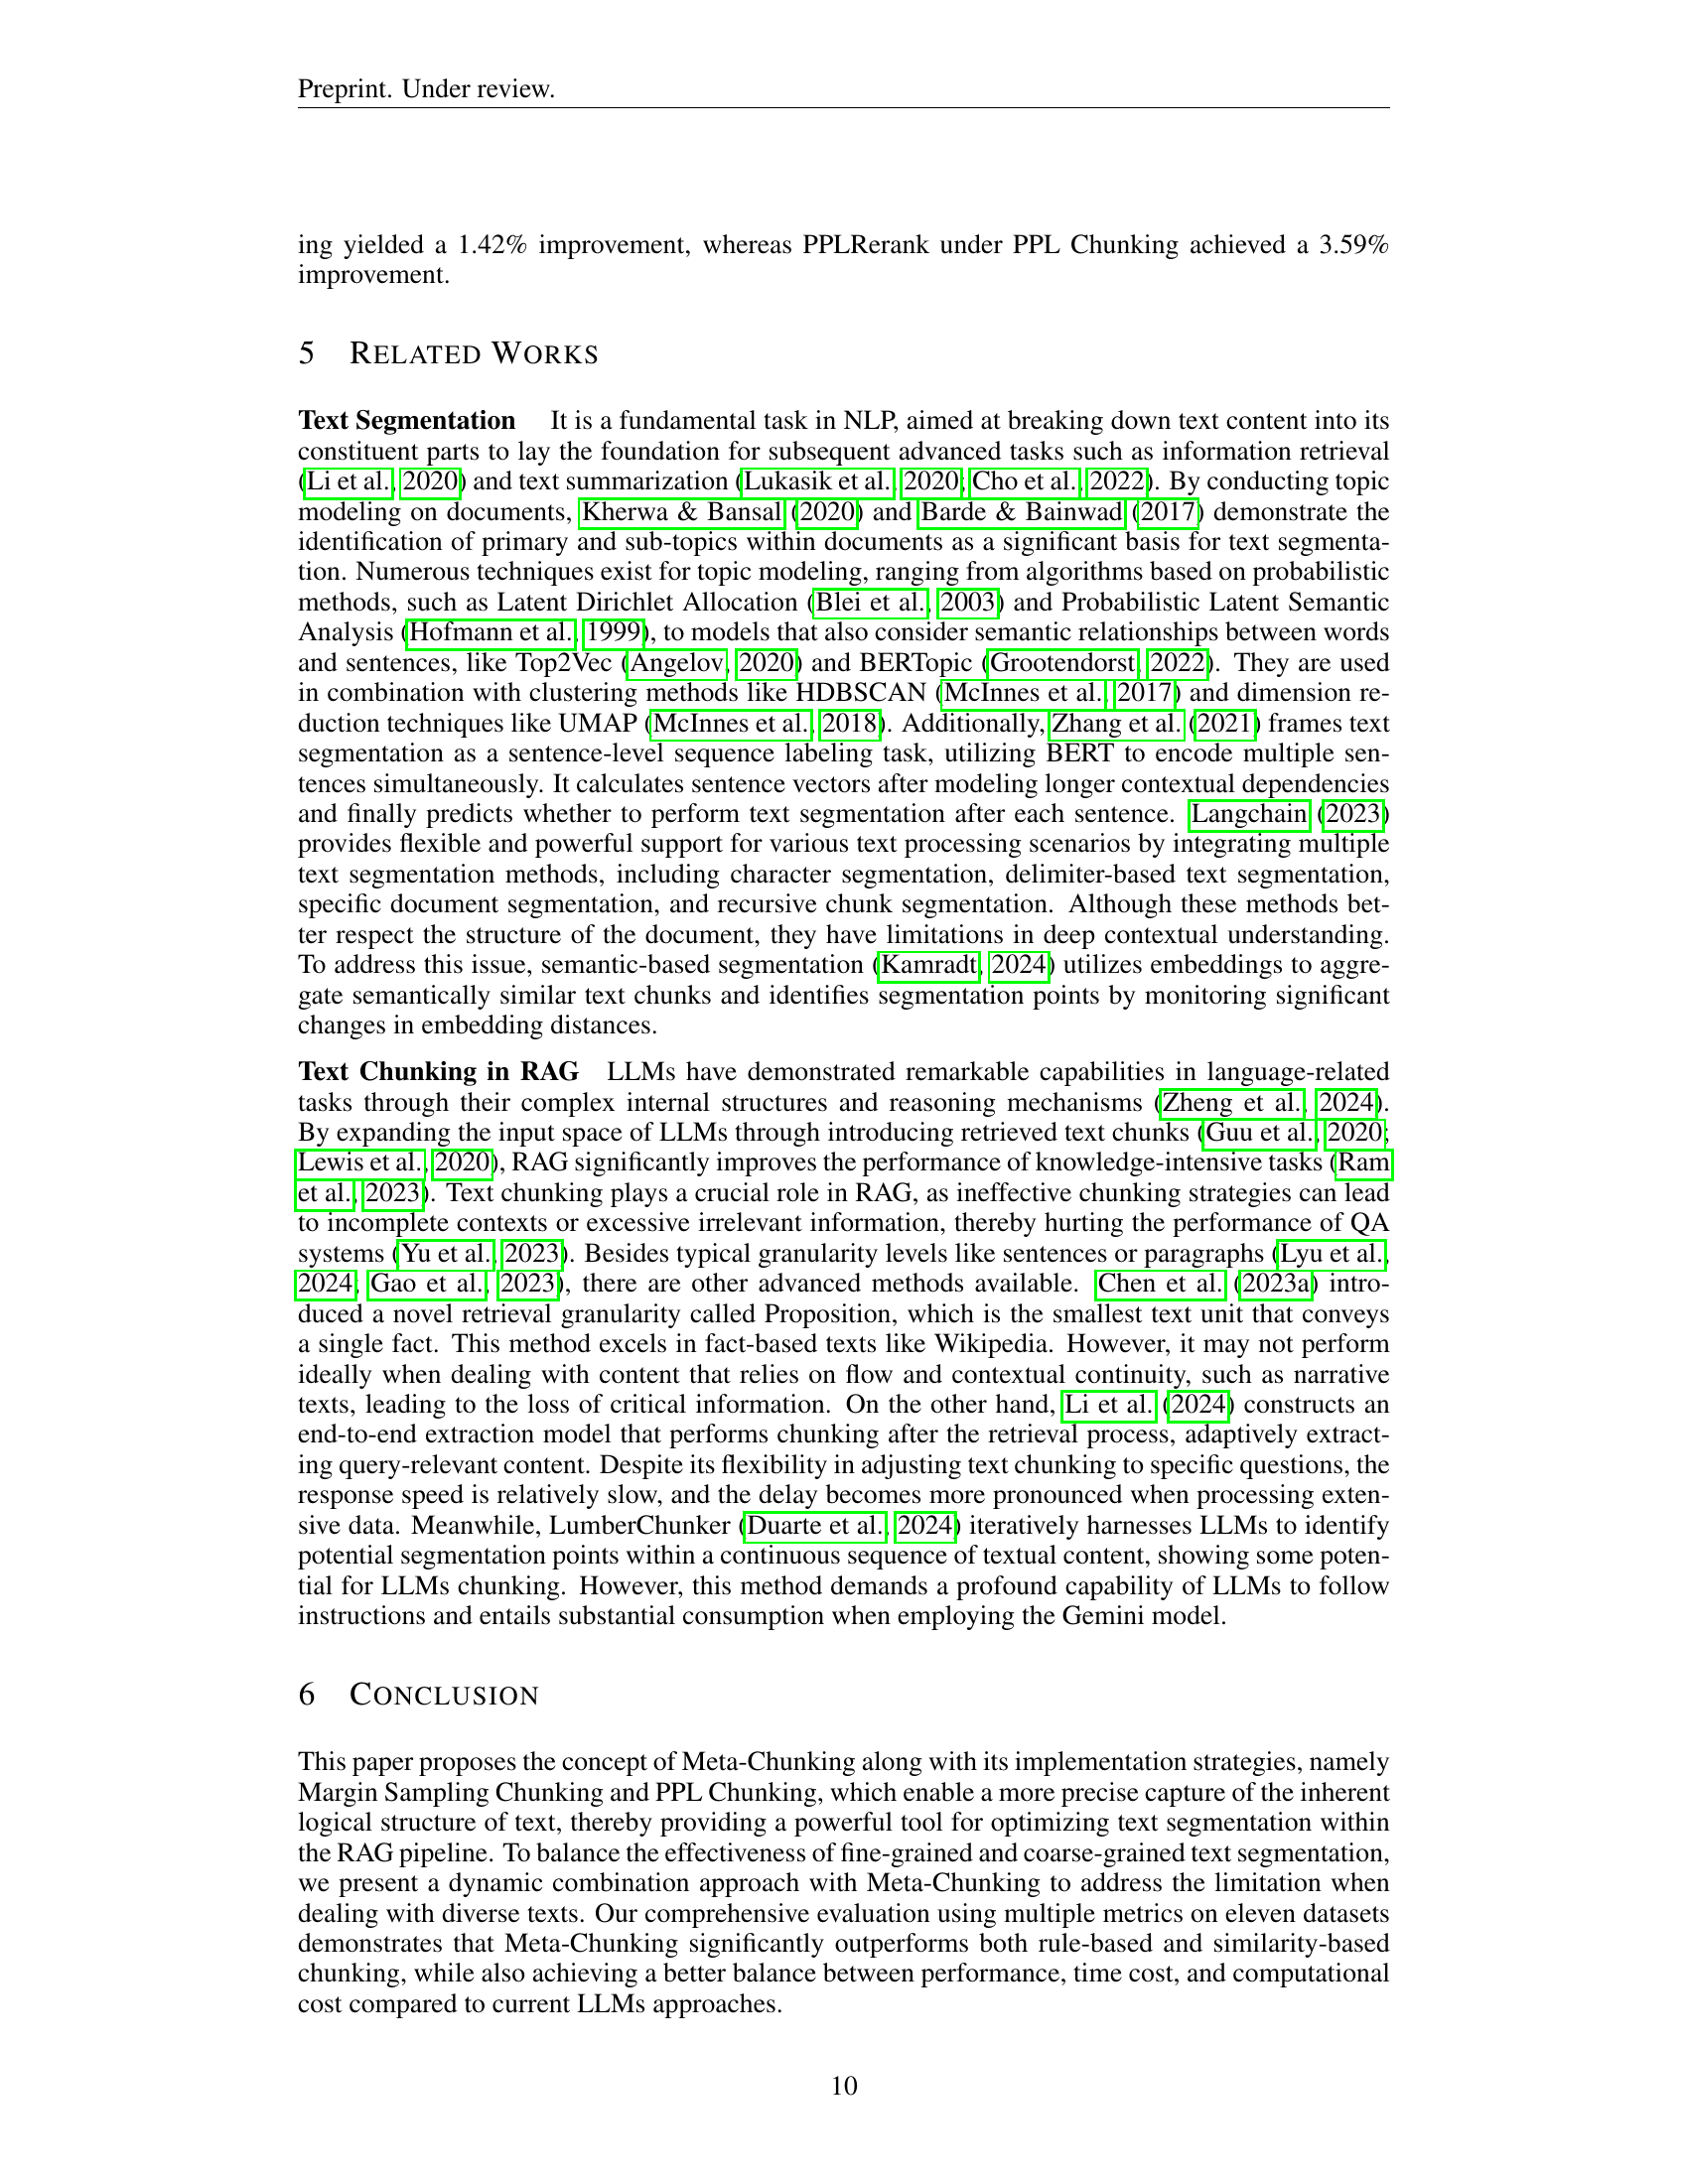 Preprint. Under review.
ing yielded a 1.42% improvement, whereas PPLRerank under PPL Chunking achieved a 3.59%
improvement.
5 RELATED WORKS
Text Segmentation It is a fundamental task in NLP, aimed at breaking down text content into its
constituent parts to lay the foundation for subsequent advanced tasks such as information retrieval
(Li et al., 2020) and text summarization (Lukasik et al., 2020; Cho et al., 2022). By conducting topic
modeling on documents, Kherwa & Bansal (2020) and Barde & Bainwad (2017) demonstrate the
identification of primary and sub-topics within documents as a significant basis for text segmenta-
tion. Numerous techniques exist for topic modeling, ranging from algorithms based on probabilistic
methods, such as Latent Dirichlet Allocation (Blei et al., 2003) and Probabilistic Latent Semantic
Analysis (Hofmann et al., 1999), to models that also consider semantic relationships between words
and sentences, like Top2Vec (Angelov, 2020) and BERTopic (Grootendorst, 2022). They are used
in combination with clustering methods like HDBSCAN (McInnes et al., 2017) and dimension re-
duction techniques like UMAP (McInnes et al., 2018). Additionally, Zhang et al. (2021) frames text
segmentation as a sentence-level sequence labeling task, utilizing BERT to encode multiple sen-
tences simultaneously. It calculates sentence vectors after modeling longer contextual dependencies
and finally predicts whether to perform text segmentation after each sentence. Langchain (2023)
provides flexible and powerful support for various text processing scenarios by integrating multiple
text segmentation methods, including character segmentation, delimiter-based text segmentation,
specific document segmentation, and recursive chunk segmentation. Although these methods bet-
ter respect the structure of the document, they have limitations in deep contextual understanding.
To address this issue, semantic-based segmentation (Kamradt, 2024) utilizes embeddings to aggre-
gate semantically similar text chunks and identifies segmentation points by monitoring significant
changes in embedding distances.
Text Chunking in RAG LLMs have demonstrated remarkable capabilities in language-related
tasks through their complex internal structures and reasoning mechanisms (Zheng et al., 2024).
By expanding the input space of LLMs through introducing retrieved text chunks (Guu et al., 2020;
Lewis et al., 2020), RAG significantly improves the performance of knowledge-intensive tasks (Ram
et al., 2023). Text chunking plays a crucial role in RAG, as ineffective chunking strategies can lead
to incomplete contexts or excessive irrelevant information, thereby hurting the performance of QA
systems (Yu et al., 2023). Besides typical granularity levels like sentences or paragraphs (Lyu et al.,
2024; Gao et al., 2023), there are other advanced methods available. Chen et al. (2023a) intro-
duced a novel retrieval granularity called Proposition, which is the smallest text unit that conveys
a single fact. This method excels in fact-based texts like Wikipedia. However, it may not perform
ideally when dealing with content that relies on flow and contextual continuity, such as narrative
texts, leading to the loss of critical information. On the other hand, Li et al. (2024) constructs an
end-to-end extraction model that performs chunking after the retrieval process, adaptively extract-
ing query-relevant content. Despite its flexibility in adjusting text chunking to specific questions, the
response speed is relatively slow, and the delay becomes more pronounced when processing exten-
sive data. Meanwhile, LumberChunker (Duarte et al., 2024) iteratively harnesses LLMs to identify
potential segmentation points within a continuous sequence of textual content, showing some poten-
tial for LLMs chunking. However, this method demands a profound capability of LLMs to follow
instructions and entails substantial consumption when employing the Gemini model.
6 CONCLUSION
This paper proposes the concept of Meta-Chunking along with its implementation strategies, namely
Margin Sampling Chunking and PPL Chunking, which enable a more precise capture of the inherent
logical structure of text, thereby providing a powerful tool for optimizing text segmentation within
the RAG pipeline. To balance the effectiveness of fine-grained and coarse-grained text segmentation,
we present a dynamic combination approach with Meta-Chunking to address the limitation when
dealing with diverse texts. Our comprehensive evaluation using multiple metrics on eleven datasets
demonstrates that Meta-Chunking significantly outperforms both rule-based and similarity-based
chunking, while also achieving a better balance between performance, time cost, and computational
cost compared to current LLMs approaches.
10